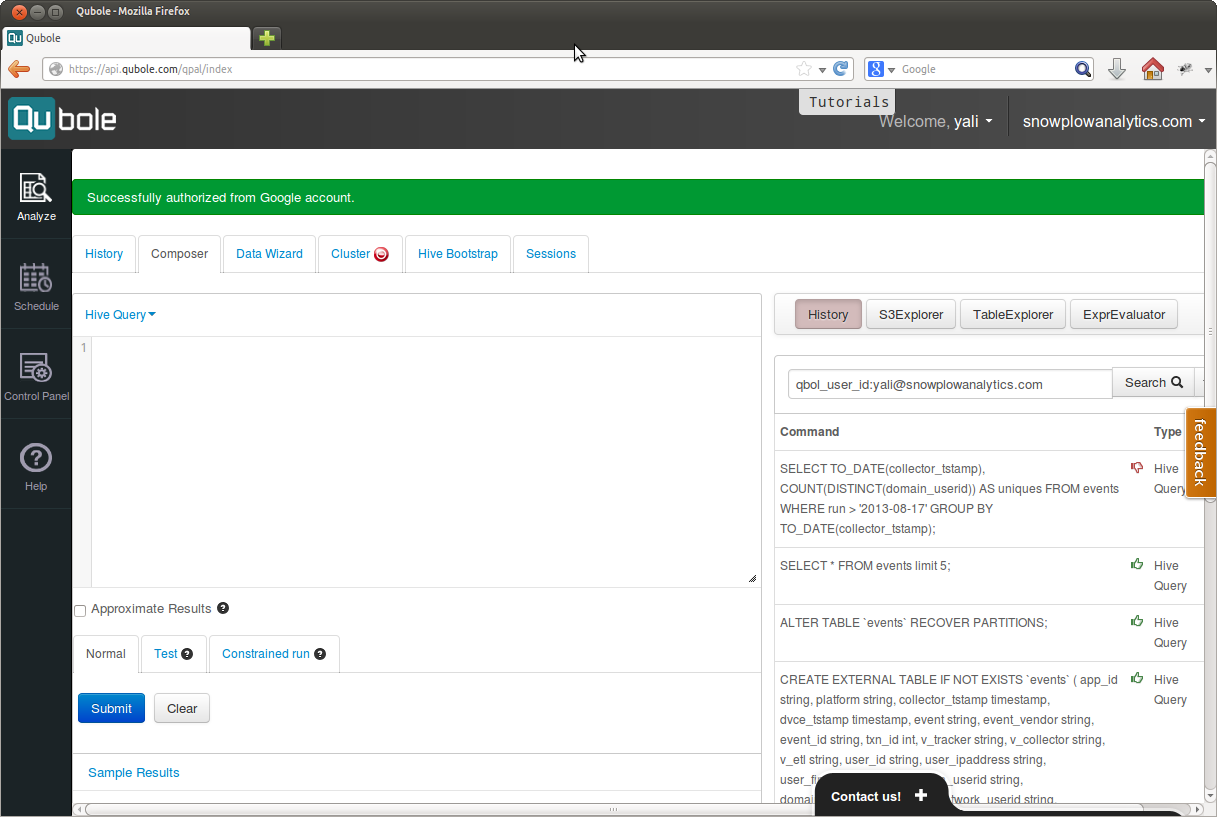 Qubole - Mozilla Firefox
Qu Qubole
https://api.qubole.com/qpal/index
Google
Qubole
Tutorials
Welcome, yali
snowplowanalytics.com
Analyze
Schedule
Control Panel
Help
Successfully authorized from Google account.
History Composer Data Wizard Cluster Hive Bootstrap Sessions
Hive Query
1
Approximate Results ?
Normal Test ? Constrained run ?
Submit Clear
Sample Results
History S3Explorer TableExplorer ExprEvaluator
qbol_user_id:yali@snowplowanalytics.com Search
Command Type
SELECT TO_DATE(collector_tstamp), Hive
COUNT(DISTINCT(domain_userid)) AS uniques FROM events Query
WHERE run > '2013-08-17' GROUP BY
TO_DATE(collector_tstamp);
SELECT * FROM events limit 5; Hive
Query
ALTER TABLE `events` RECOVER PARTITIONS; Hive
Query
CREATE EXTERNAL TABLE IF NOT EXISTS `events` ( app_id Hive
string, platform string, collector_tstamp timestamp, Query
dvce_tstamp timestamp, event string, event_vendor string,
event_id string, txn_id int, v_tracker string, v_collector string,
v_etl string, user_id string, user_ipaddress string,
_userid string,
string,
feedback
Contact us! +